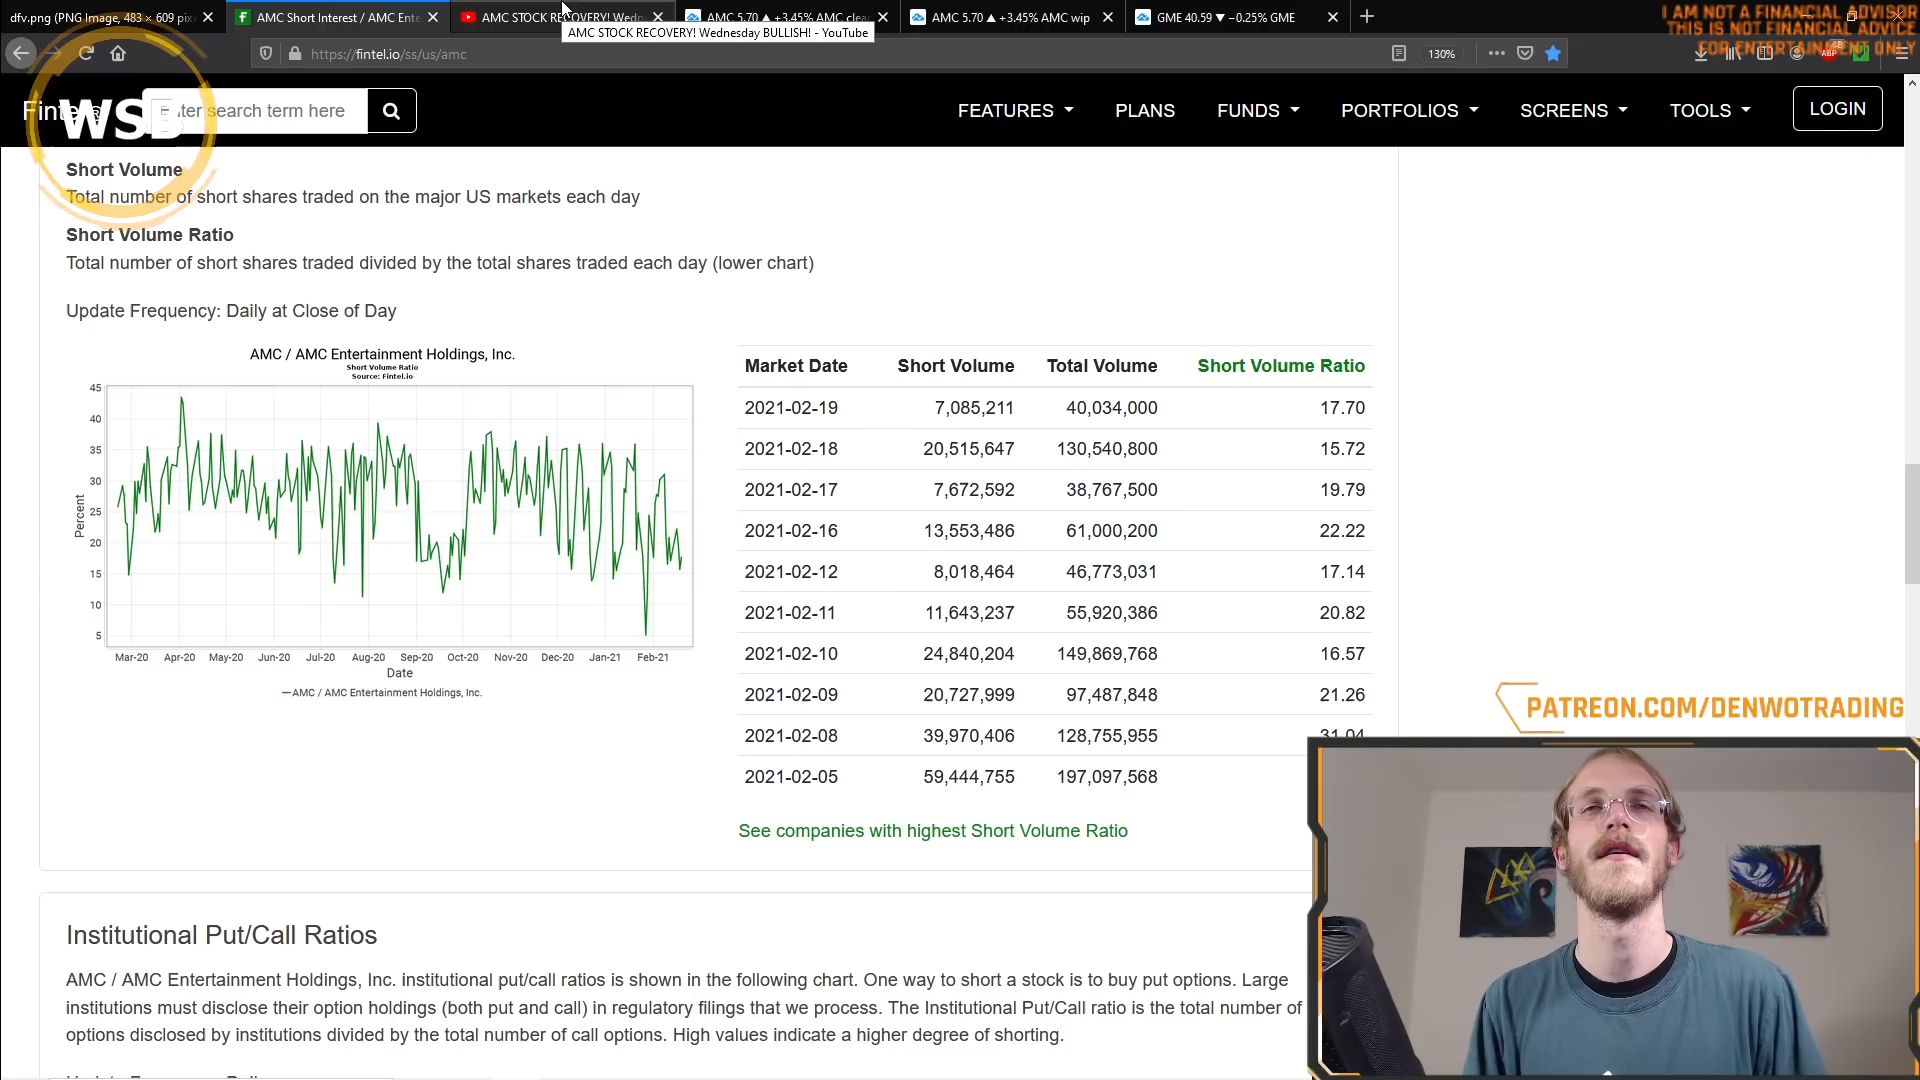 dfv.png (PNG Image, 483 × 609 pix
AMC Short Interest / AMC Ente
AMC STOCK RECOVERY! Wedn
AMC 5.70 ▲ +3.45% AMC clea
AMC 5.70 ▲ +3.45% AMC wip
GME 40.59 ▼ −0.25% GME
AMC STOCK RECOVERY! Wednesday BULLISH! - YouTube
I AM NOT A FINANCIAL ADVISOR
THIS IS NOT FINANCIAL ADVICE
FOR ENTERTAINMENT ONLY
https://fintel.io/ss/us/amc
130%
WSB
Enter search term here
FEATURES
PLANS
FUNDS
PORTFOLIOS
SCREENS
TOOLS
LOGIN
Short Volume
Total number of short shares traded on the major US markets each day
Short Volume Ratio
Total number of short shares traded divided by the total shares traded each day (lower chart)
Update Frequency: Daily at Close of Day
AMC / AMC Entertainment Holdings, Inc.
Short Volume Ratio
Source: Fintel.io
45
40
35
30
25
20
15
10
5
Percent
Mar-20 Apr-20 May-20 Jun-20 Jul-20 Aug-20 Sep-20 Oct-20 Nov-20 Dec-20 Jan-21 Feb-21
Date
AMC / AMC Entertainment Holdings, Inc.
Market Date Short Volume Total Volume Short Volume Ratio
2021-02-19 7,085,211 40,034,000 17.70
2021-02-18 20,515,647 130,540,800 15.72
2021-02-17 7,672,592 38,767,500 19.79
2021-02-16 13,553,486 61,000,200 22.22
2021-02-12 8,018,464 46,773,031 17.14
2021-02-11 11,643,237 55,920,386 20.82
2021-02-10 24,840,204 149,869,768 16.57
2021-02-09 20,727,999 97,487,848 21.26
2021-02-08 39,970,406 128,755,955 31.04
2021-02-05 59,444,755 197,097,568
See companies with highest Short Volume Ratio
PATREON.COM/DENWOTRADING
Institutional Put/Call Ratios
AMC / AMC Entertainment Holdings, Inc. institutional put/call ratios is shown in the following chart. One way to short a stock is to buy put options. Large
institutions must disclose their option holdings (both put and call) in regulatory filings that we process. The Institutional Put/Call ratio is the total number of
options disclosed by institutions divided by the total number of call options. High values indicate a higher degree of shorting.